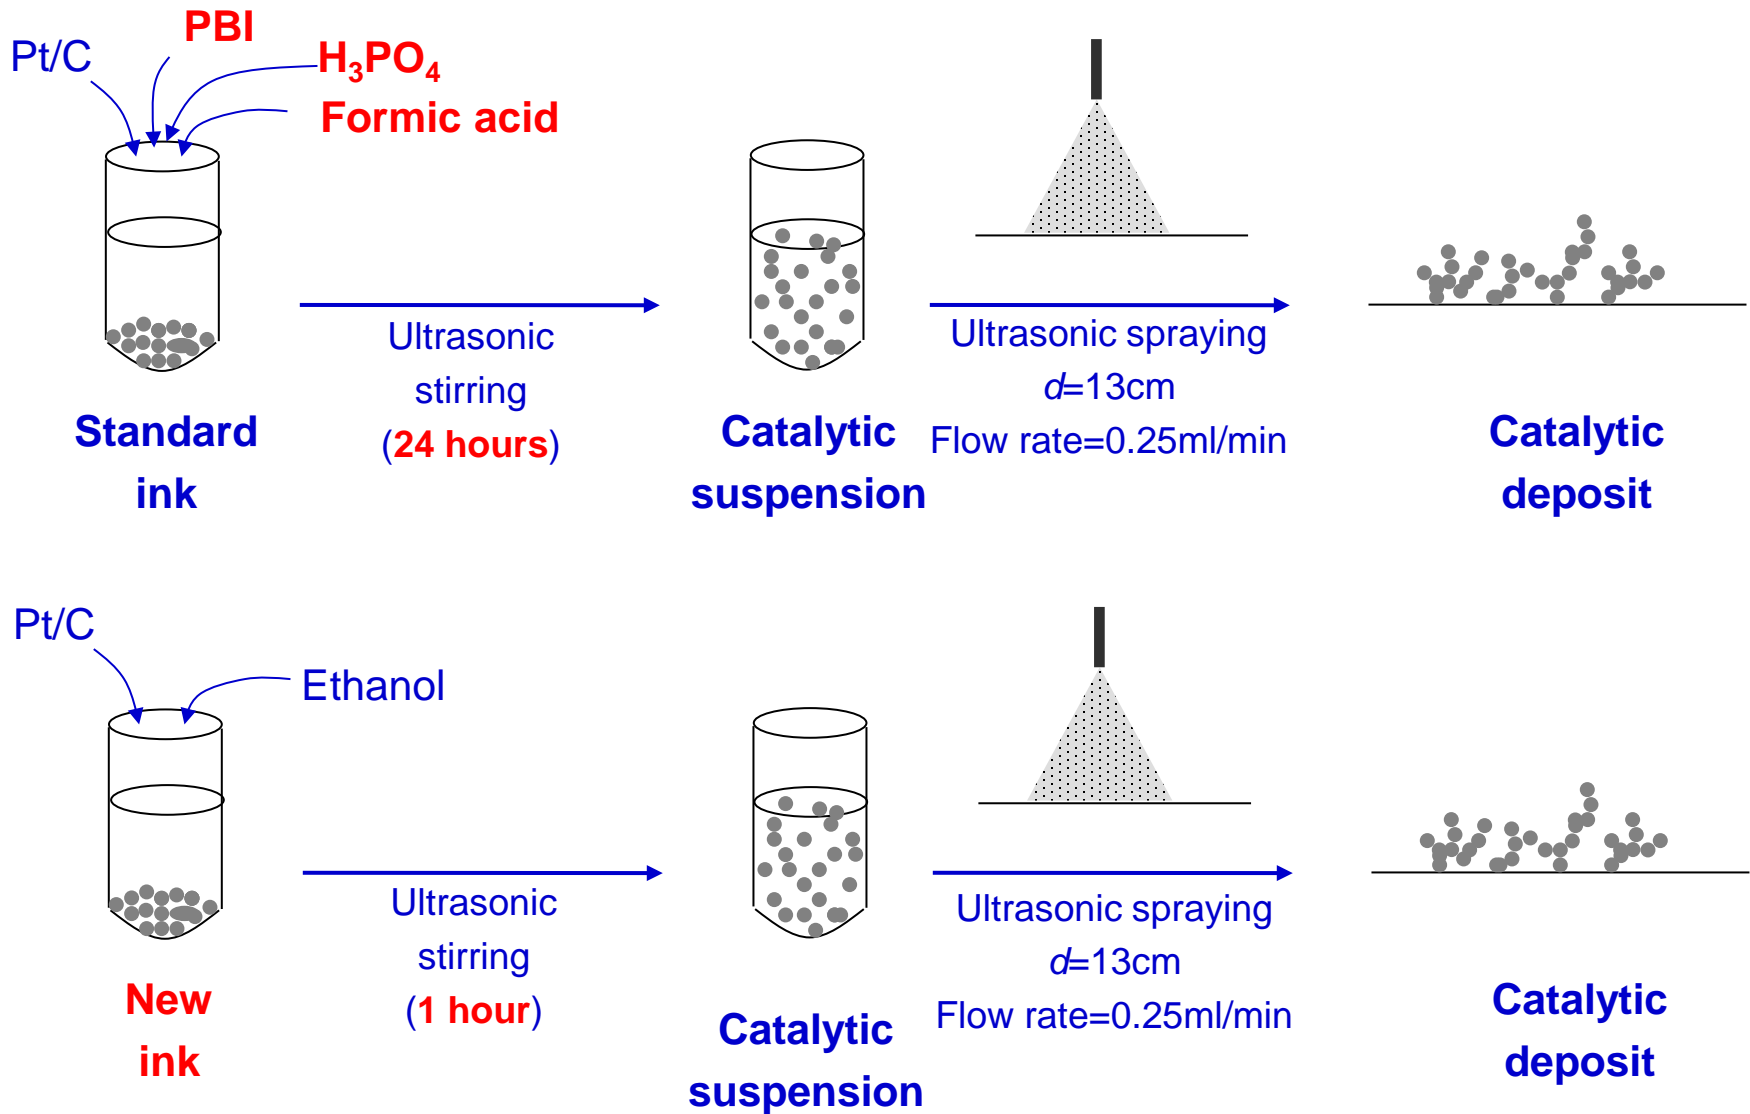 PBI
Pt/C
H₃PO₄
Formic acid
Ultrasonic
stirring
(24 hours)
Ultrasonic spraying
d=13cm
Flow rate=0.25ml/min
Standard
ink
Catalytic
suspension
Catalytic
deposit
Pt/C
Ethanol
Ultrasonic
stirring
(1 hour)
Ultrasonic spraying
d=13cm
Flow rate=0.25ml/min
New
ink
Catalytic
suspension
Catalytic
deposit